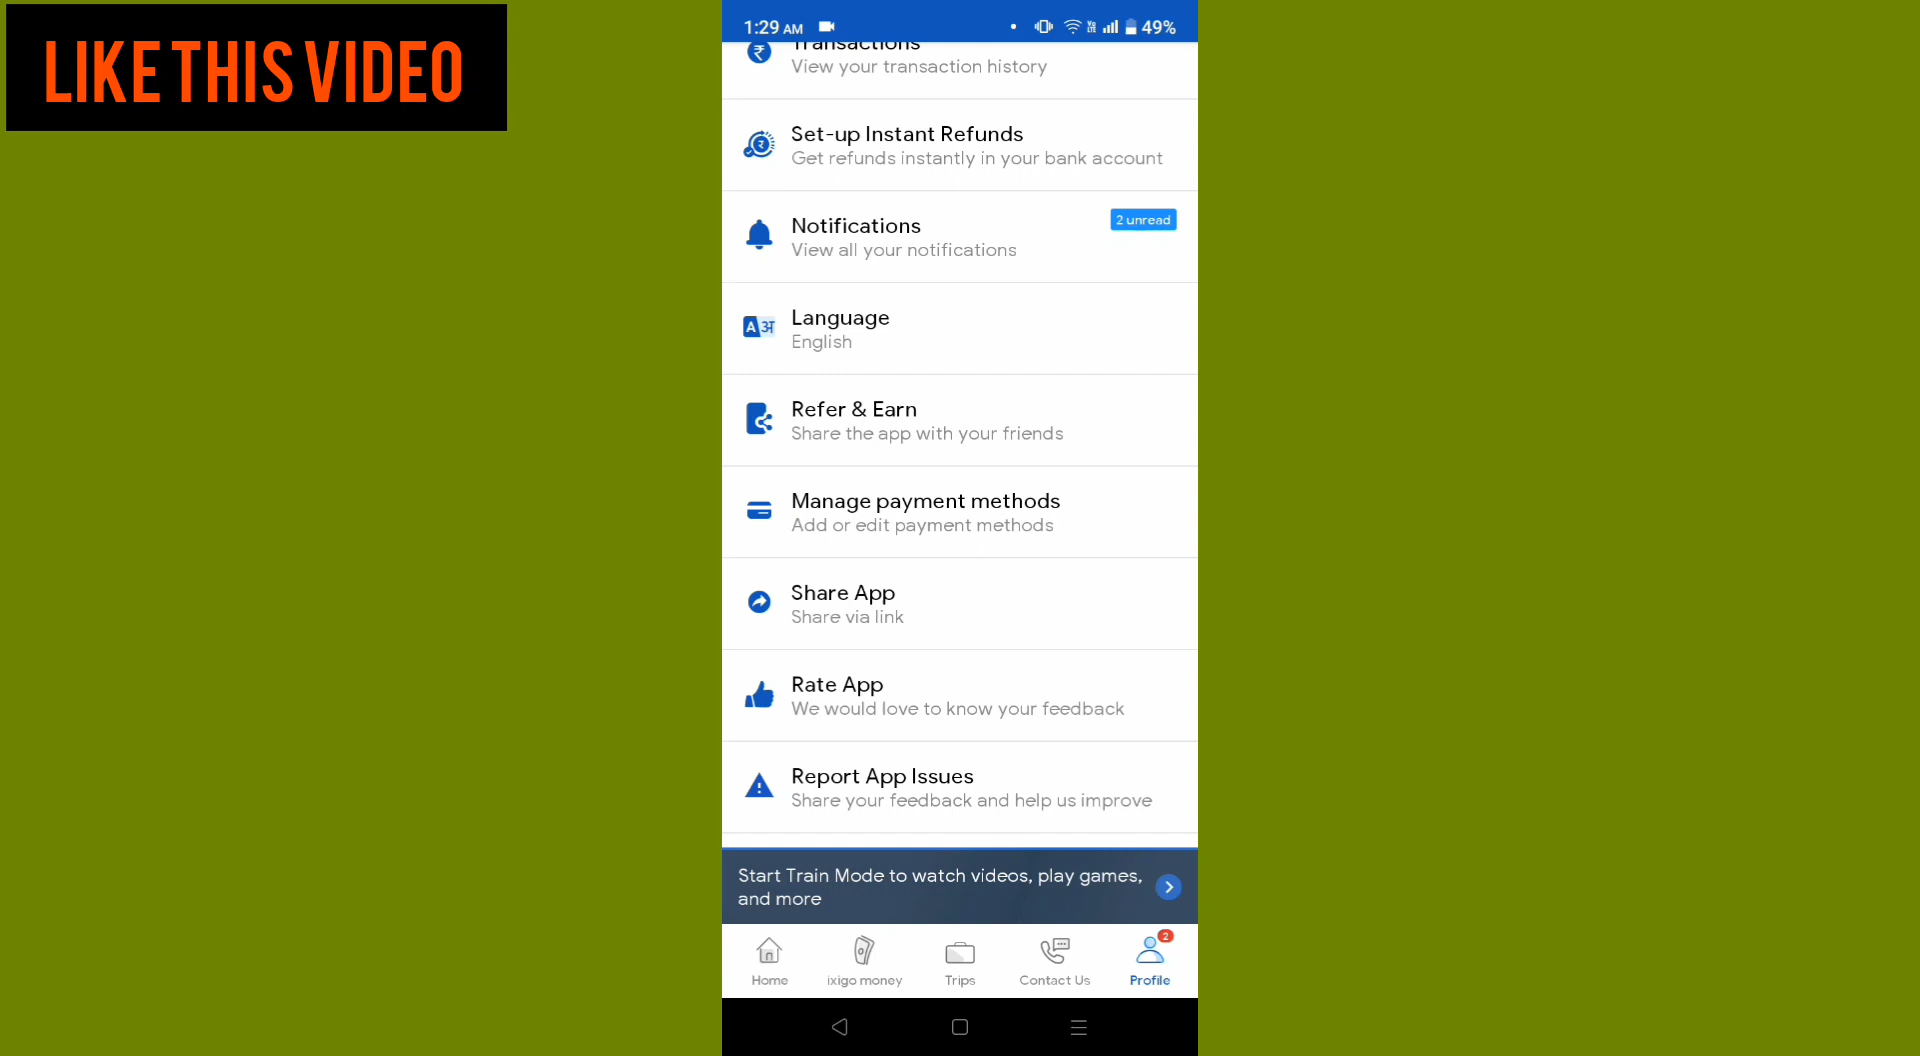 LIKE THIS VIDEO
1:29 AM 49%
Transactions
View your transaction history
Set-up Instant Refunds
Get refunds instantly in your bank account
Notifications
2 unread
View all your notifications
A अ
Language
English
Refer & Earn
Share the app with your friends
Manage payment methods
Add or edit payment methods
Share App
Share via link
Rate App
We would love to know your feedback
Report App Issues
Share your feedback and help us improve
Start Train Mode to watch videos, play games,
and more
2
Home ixigo money Trips Contact Us Profile